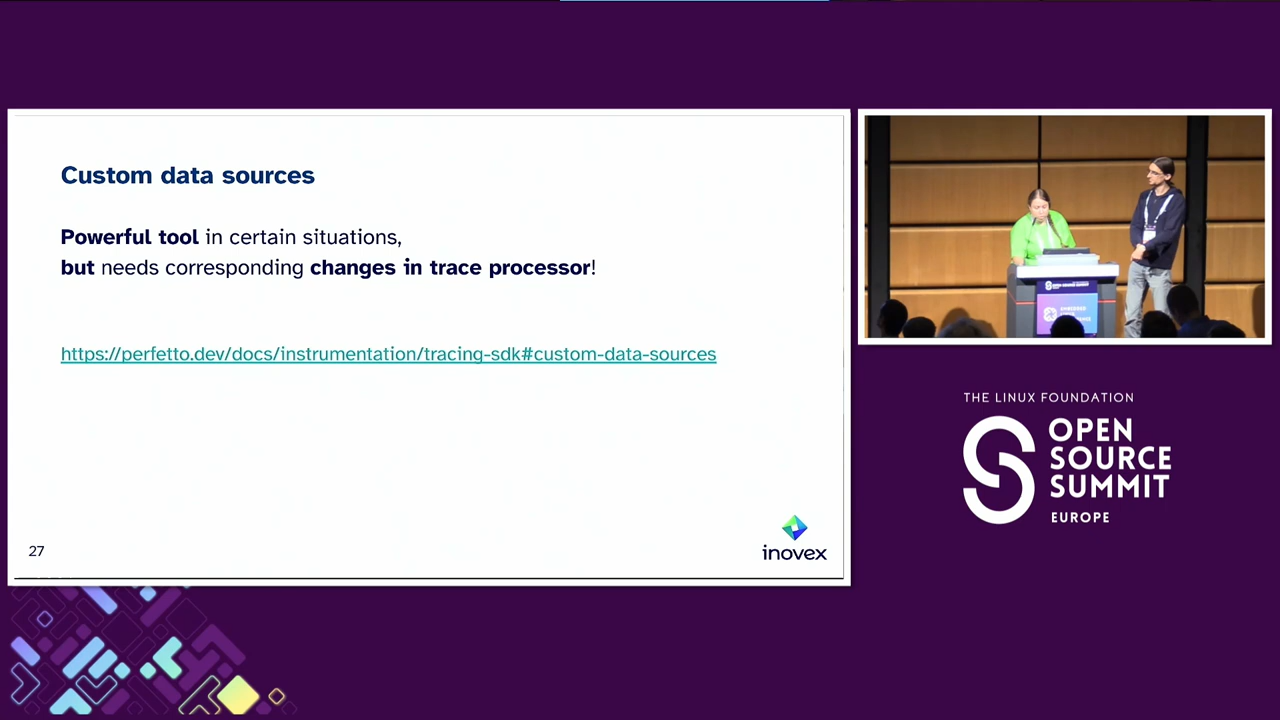 Custom data sources
Powerful tool in certain situations,
but needs corresponding changes in trace processor!
https://perfetto.dev/docs/instrumentation/tracing-sdk#custom-data-sources
27
inovex
THE LINUX FOUNDATION
OPEN
SOURCE
SUMMIT
EUROPE